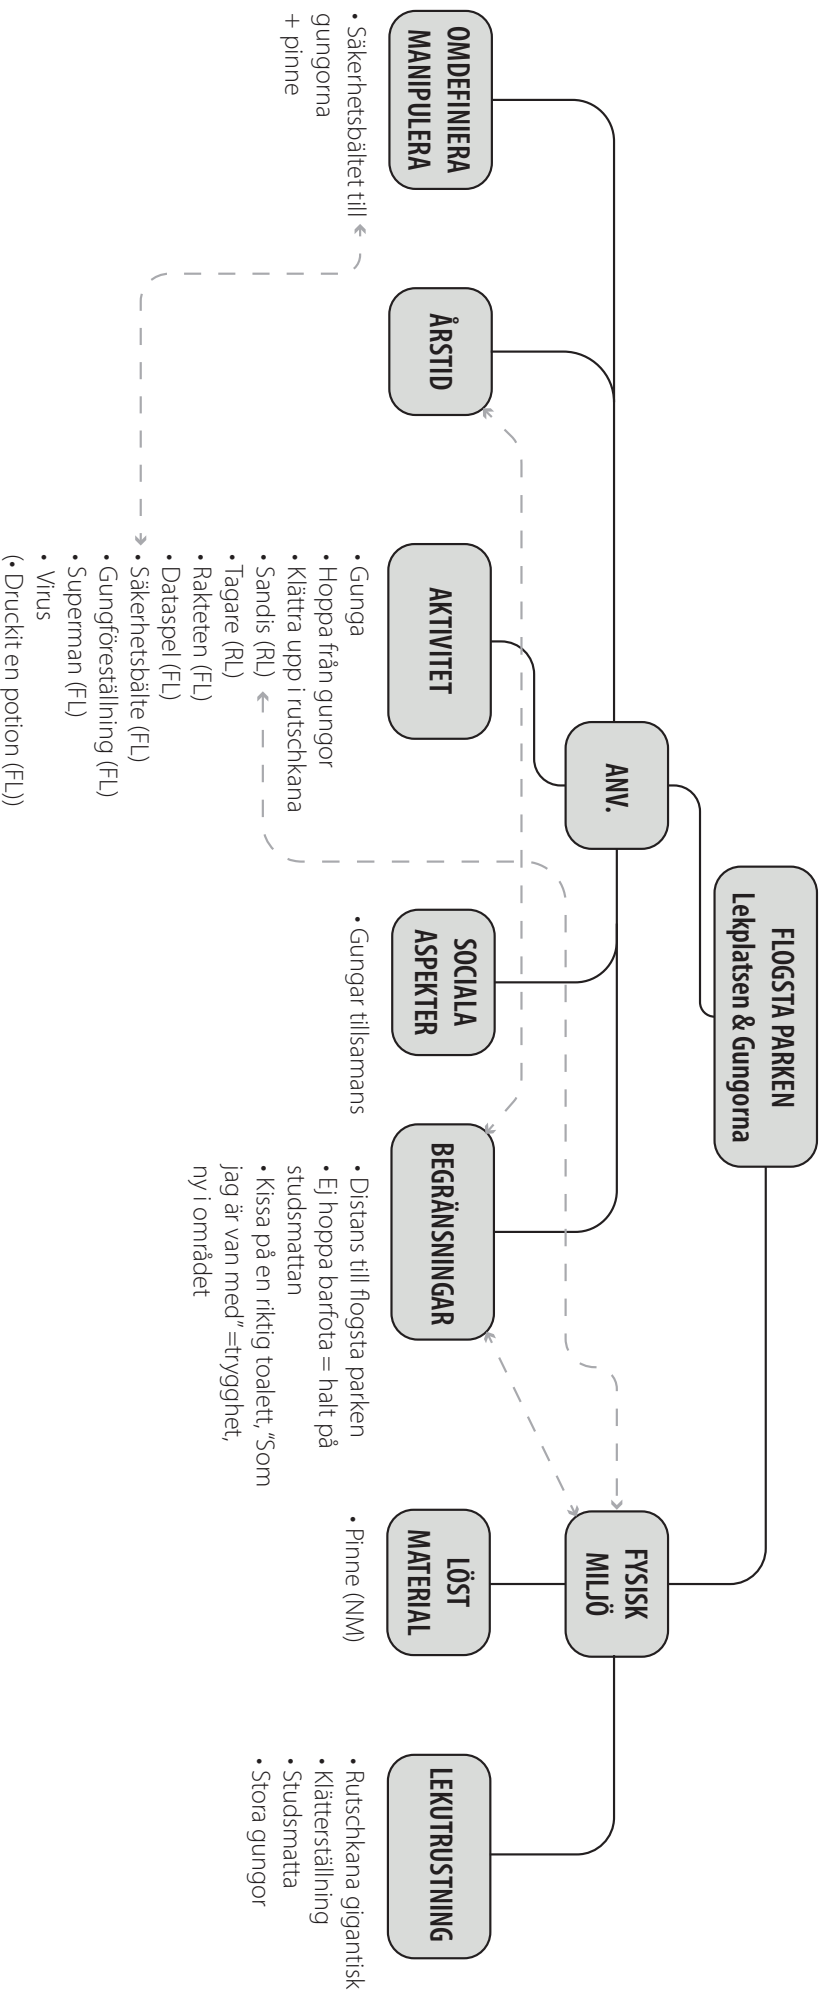 FLOGSTA PARKEN
Lekplatsen & Gungorna
ANV.
FYSISK
MILJÖ
OMDEFINIERA
MANIPULERA
• Säkerhetsbältet till
gungorna
+ pinne
ÅRSTID
AKTIVITET
• Gunga
• Hoppa från gungor
• Klättra upp i rutschkana
• Sandis (RL)
• Tagare (RL)
• Rakteten (FL)
• Dataspel (FL)
• Säkerhetsbälte (FL)
• Gungföreställning (FL)
• Superman (FL)
• Virus
(• Druckit en potion (FL))
SOCIALA
ASPEKTER
• Gungar tillsamans
BEGRÄNSNINGAR
• Distans till flogsta parken
• Ej hoppa barfota = halt på
studsmattan
• Kissa på en riktig toalett, ”Som
jag är van med” =trygghet,
ny i området
LÖST
MATERIAL
• Pinne (NM)
LEKUTRUSTNING
• Rutschkana gigantisk
• Klätterställning
• Studsmatta
• Stora gungor